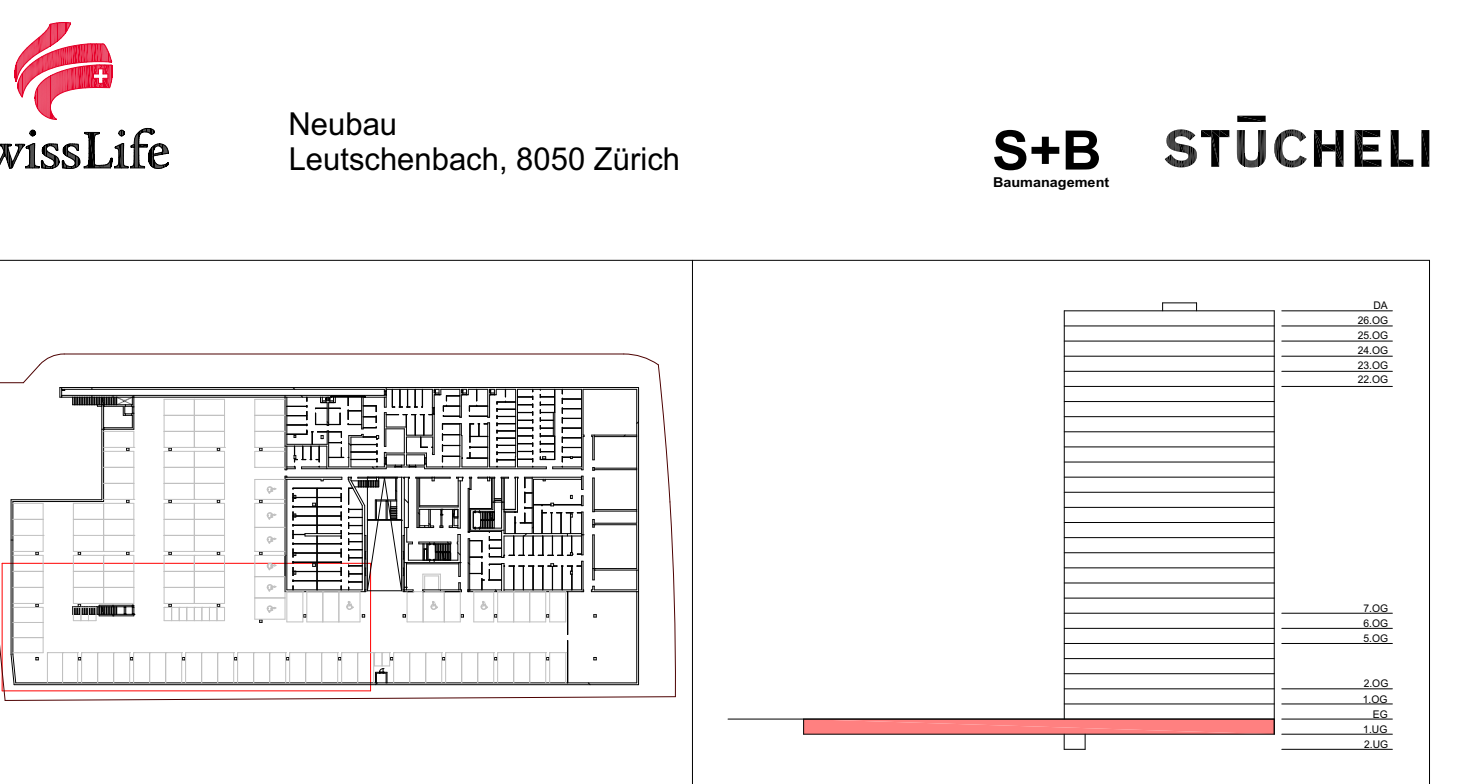 wissLife
Neubau
Leutschenbach, 8050 Zürich
S+B
Baumanagement
STŪCHELI
DA
26.OG
25.OG
24.OG
23.OG
22.OG
7.OG
6.OG
5.OG
2.OG
1.OG
EG
1.UG
2.UG